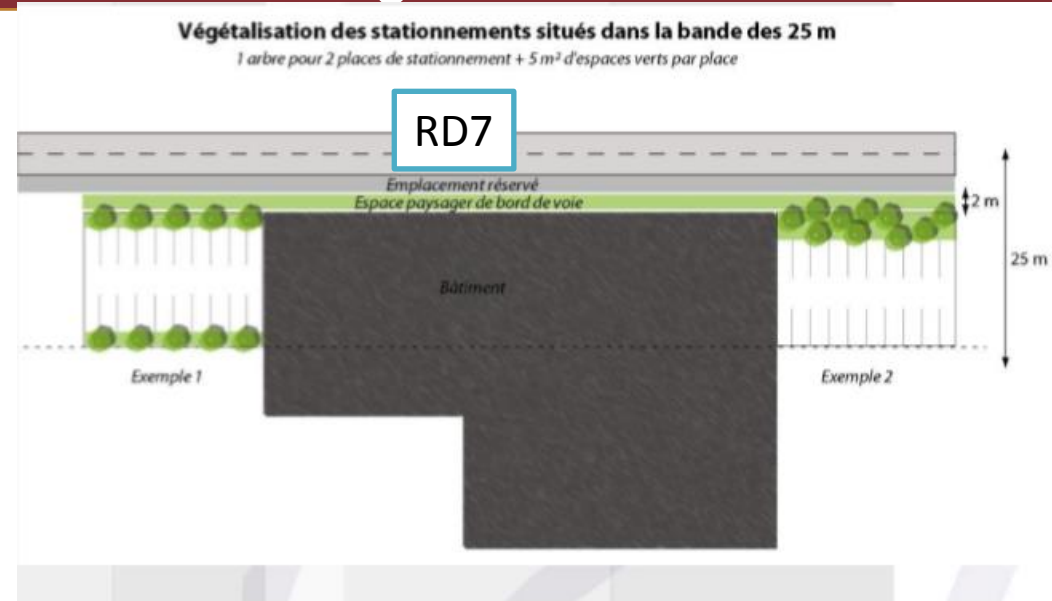 Végétalisation des stationnements situés dans la bande des 25 m
1 arbre pour 2 places de stationnement + 5 m² d'espaces verts par place
RD7
Emplacement réservé
Espace paysager de bord de voie
2 m
25 m
Bâtiment
Exemple 1
Exemple 2